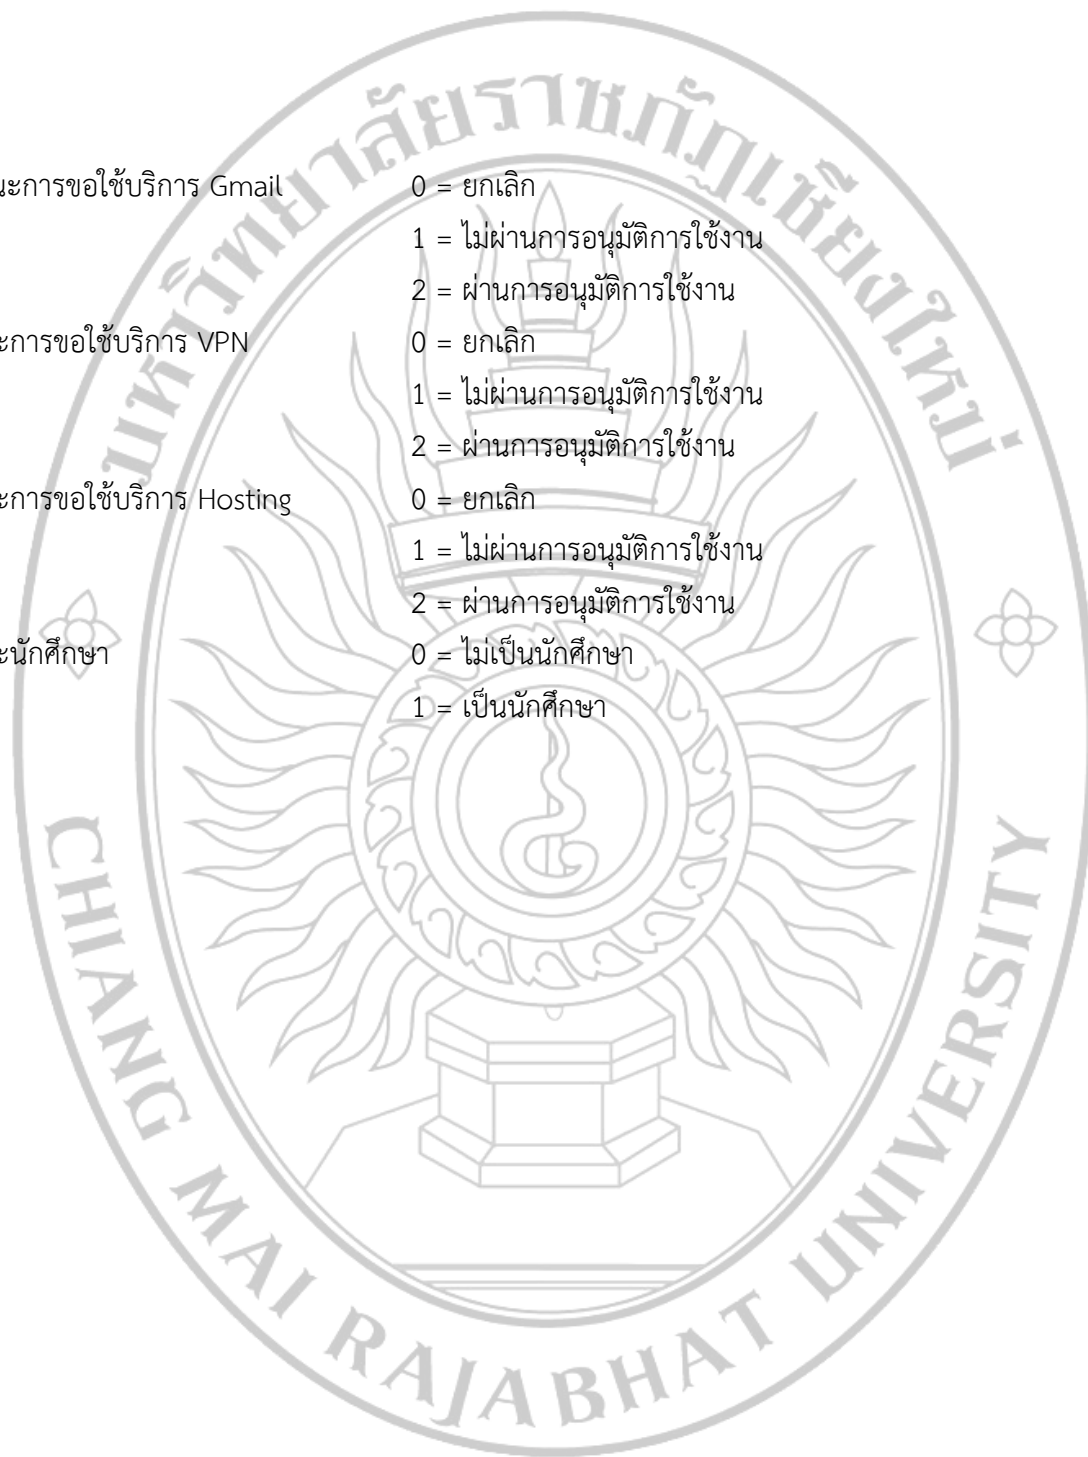 มหาวิทยาลัยราชภัฏเชียงใหม่
นะการขอใช้บริการ Gmail 0 = ยกเลิก
1 = ไม่ผ่านการอนุมัติการใช้งาน
2 = ผ่านการอนุมัติการใช้งาน
ะการขอใช้บริการ VPN 0 = ยกเลิก
1 = ไม่ผ่านการอนุมัติการใช้งาน
2 = ผ่านการอนุมัติการใช้งาน
ะการขอใช้บริการ Hosting 0 = ยกเลิก
1 = ไม่ผ่านการอนุมัติการใช้งาน
2 = ผ่านการอนุมัติการใช้งาน
ะนักศึกษา 0 = ไม่เป็นนักศึกษา
1 = เป็นนักศึกษา
CHIANG MAI RAJABHAT UNIVERSITY